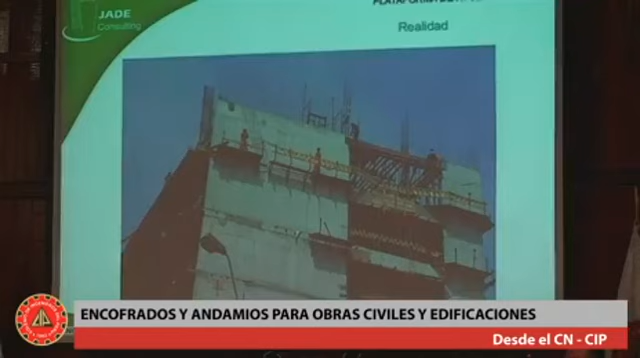 JADE
Consulting
Realidad
ENCOFRADOS Y ANDAMIOS PARA OBRAS CIVILES Y EDIFICACIONES
Desde el CN - CIP